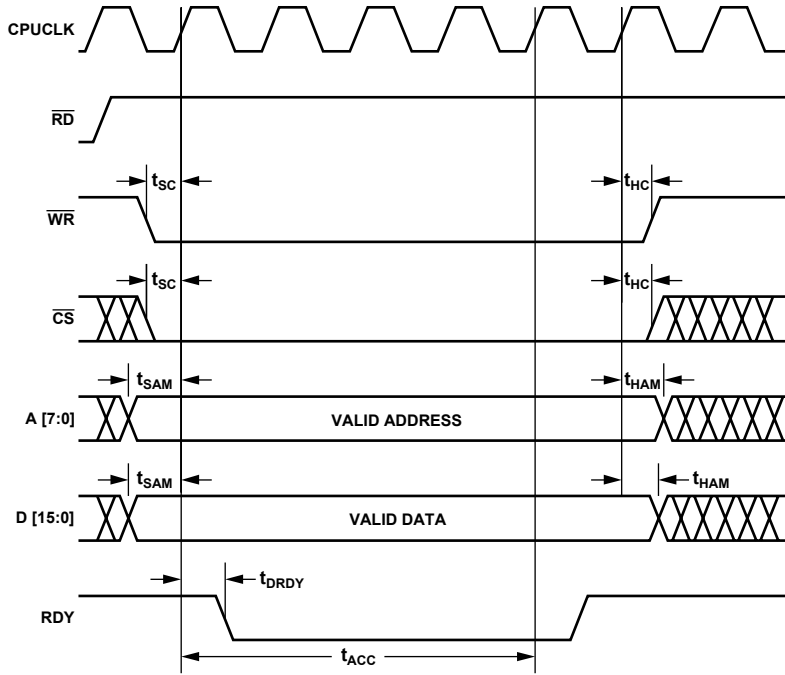 CPUCLK
RD
tSC tHC
WR
tSC tHC
CS
tSAM tHAM
A [7:0] VALID ADDRESS
tSAM tHAM
D [15:0] VALID DATA
tDRDY
RDY
tACC